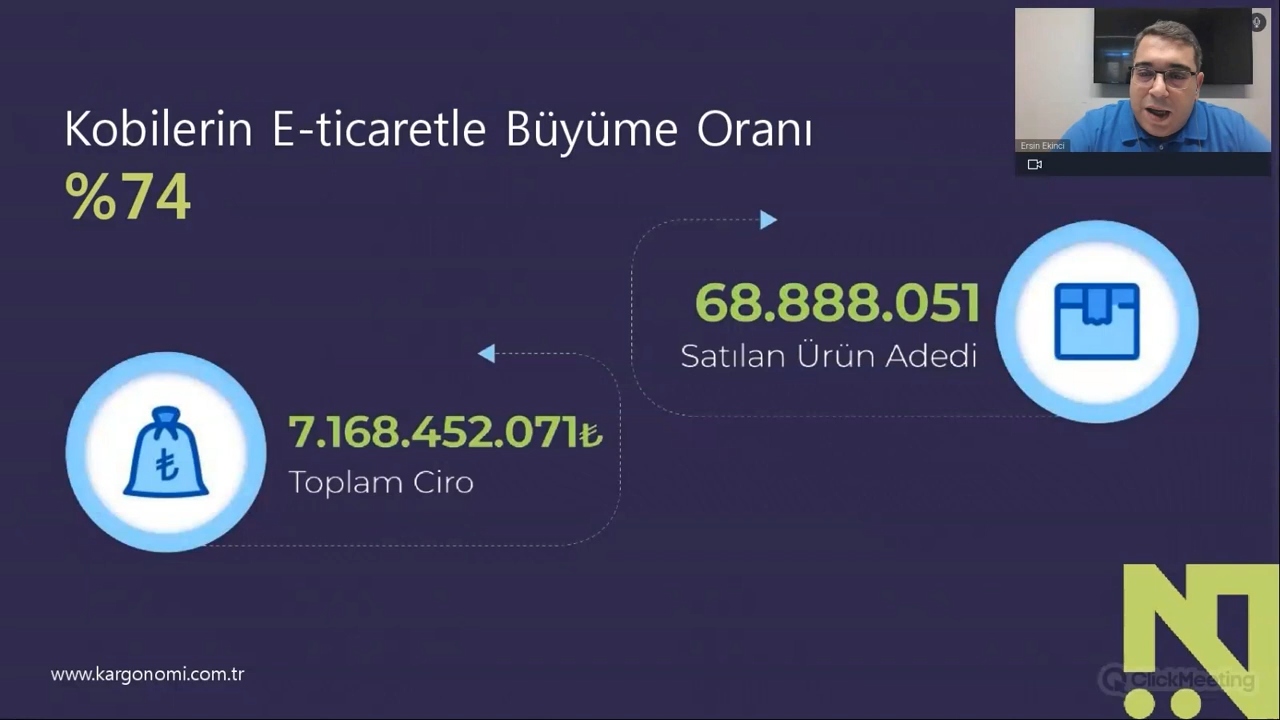 Kobilerin E-ticaretle Büyüme Oranı
%74
Ersin Ekinci
68.888.051
Satılan Ürün Adedi
7.168.452.071₺
Toplam Ciro
www.kargonomi.com.tr
ClickMeeting